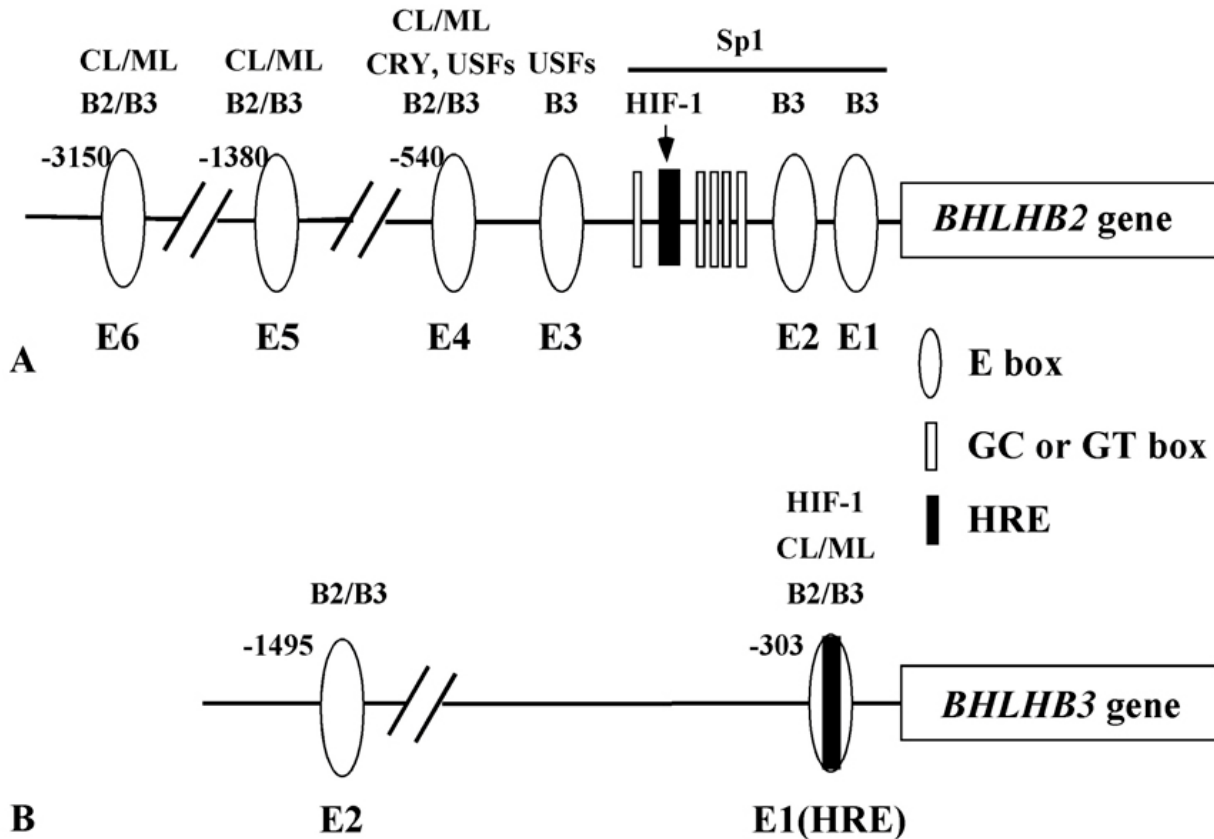 CL/ML
Sp1
CL/ML CL/ML CRY, USFs USFs
B2/B3 B2/B3 B2/B3 B3 HIF-1 B3 B3
-3150 -1380 -540
BHLHB2 gene
E6 E5 E4 E3 E2 E1
A
E box
GC or GT box
HRE
HIF-1
CL/ML
B2/B3 B2/B3
-1495 -303
BHLHB3 gene
B E2 E1(HRE)